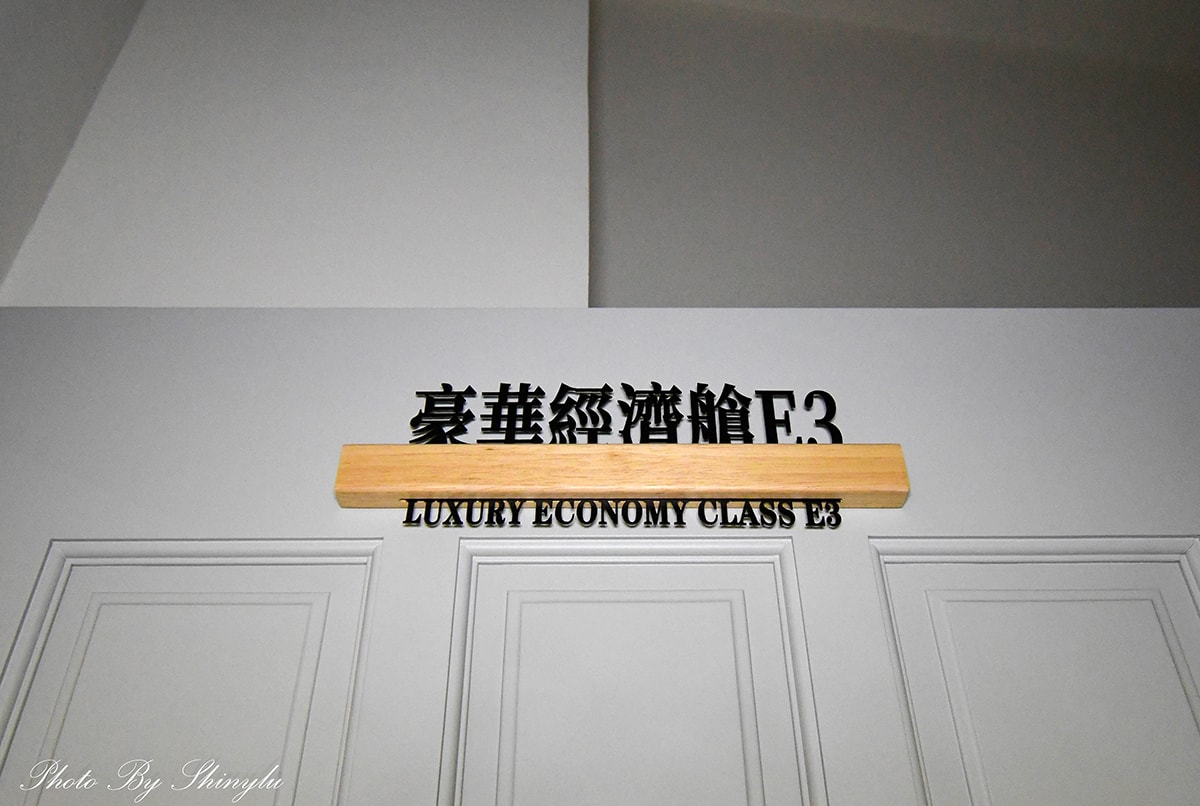 豪華經濟艙E3
LUXURY ECONOMY CLASS E3
Photo By Shinylu